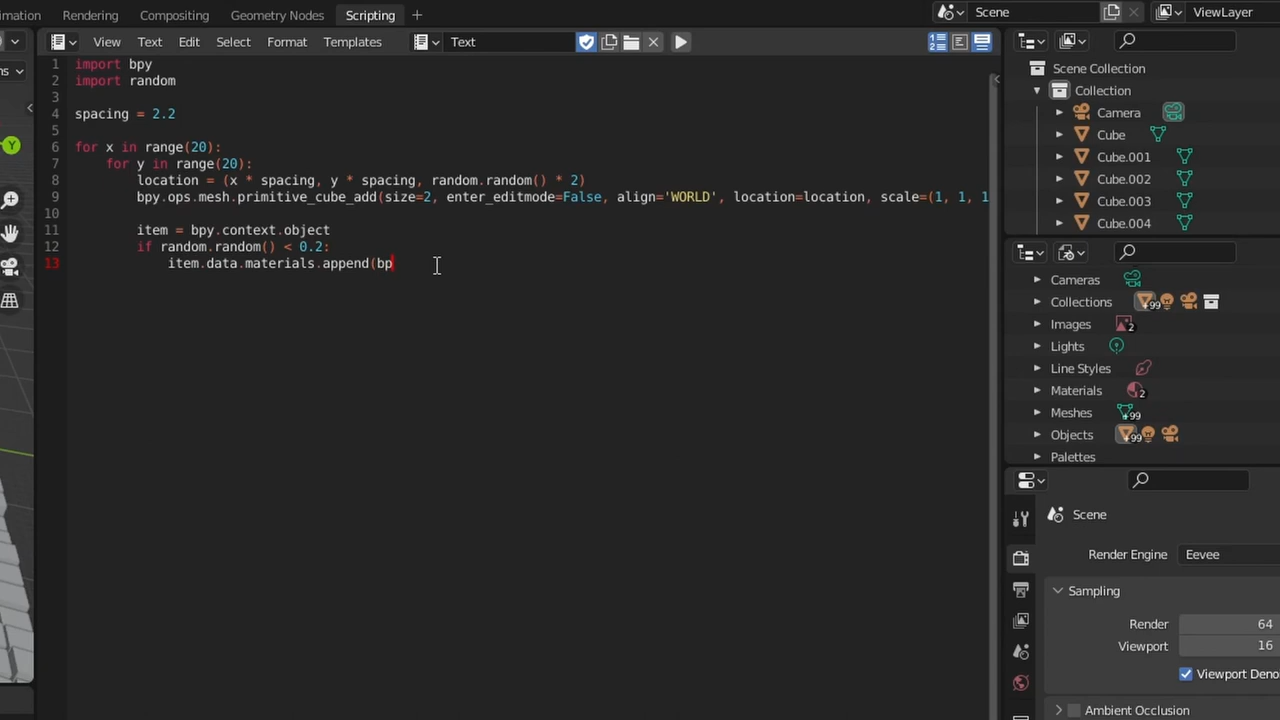 mation Rendering Compositing Geometry Nodes Scripting + Scene ViewLayer
View Text Edit Select Format Templates Text
1 import bpy
2 import random
3
4 spacing = 2.2
5
6 for x in range(20):
7 for y in range(20):
8 location = (x * spacing, y * spacing, random.random() * 2)
9 bpy.ops.mesh.primitive_cube_add(size=2, enter_editmode=False, align='WORLD', location=location, scale=(1, 1, 1
10
11 item = bpy.context.object
12 if random.random() < 0.2:
13 item.data.materials.append(bp
ns
Y
Scene Collection
Collection
Camera
Cube
Cube.001
Cube.002
Cube.003
Cube.004
Cameras
Collections +99
Images 2
Lights
Line Styles
Materials 2
Meshes +99
Objects +99
Palettes
Scene
Render Engine Eevee
Sampling
Render 64
Viewport 16
Viewport Deno
Ambient Occlusion